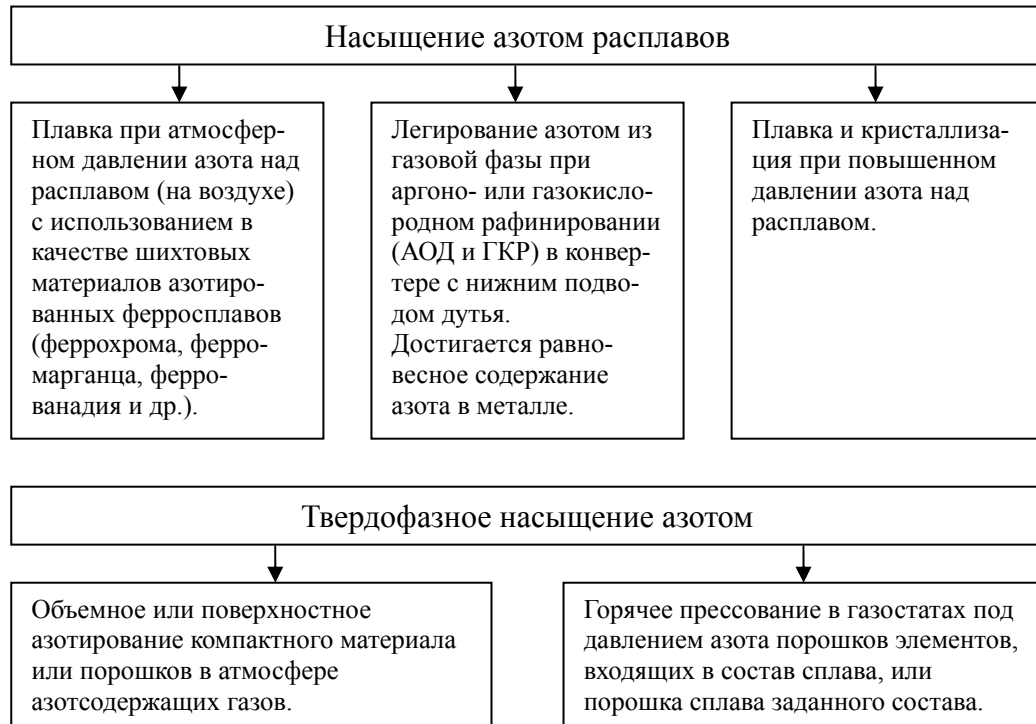 Насыщение азотом расплавов
Плавка при атмосфер-
ном давлении азота над
расплавом (на воздухе)
с использованием в
качестве шихтовых
материалов азотиро-
ванных ферросплавов
(феррохрома, ферро-
марганца, ферро-
ванадия и др.).
Легирование азотом из
газовой фазы при
аргоно- или газокисло-
родном рафинировании
(АОД и ГКР) в конвер-
тере с нижним подво-
дом дутья.
Достигается равно-
весное содержание
азота в металле.
Плавка и кристаллиза-
ция при повышенном
давлении азота над
расплавом.
Твердофазное насыщение азотом
Объемное или поверхностное
азотирование компактного материала
или порошков в атмосфере
азотсодержащих газов.
Горячее прессование в газостатах под
давлением азота порошков элементов,
входящих в состав сплава, или
порошка сплава заданного состава.